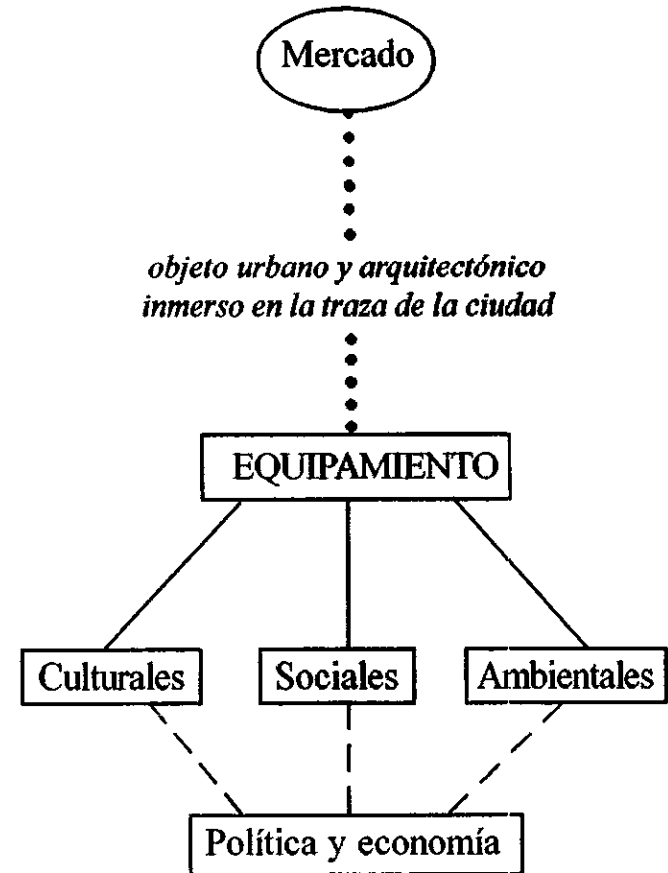 Mercado
objeto urbano y arquitectónico
inmerso en la traza de la ciudad
EQUIPAMIENTO
Culturales
Sociales
Ambientales
Política y economía